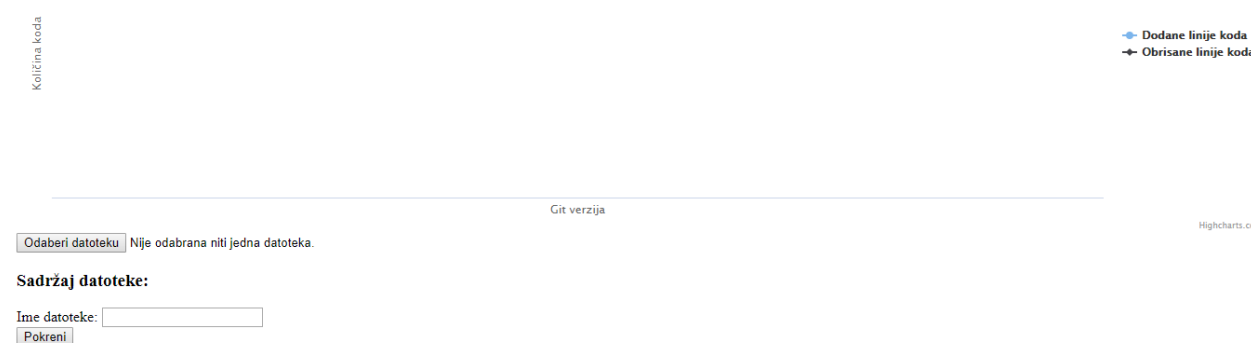 Količina koda
Dodane linije koda
Obrisane linije koda
Git verzija
Highcharts.c
Odaberi datoteku Nije odabrana niti jedna datoteka.
Sadržaj datoteke:
Ime datoteke:
Pokreni